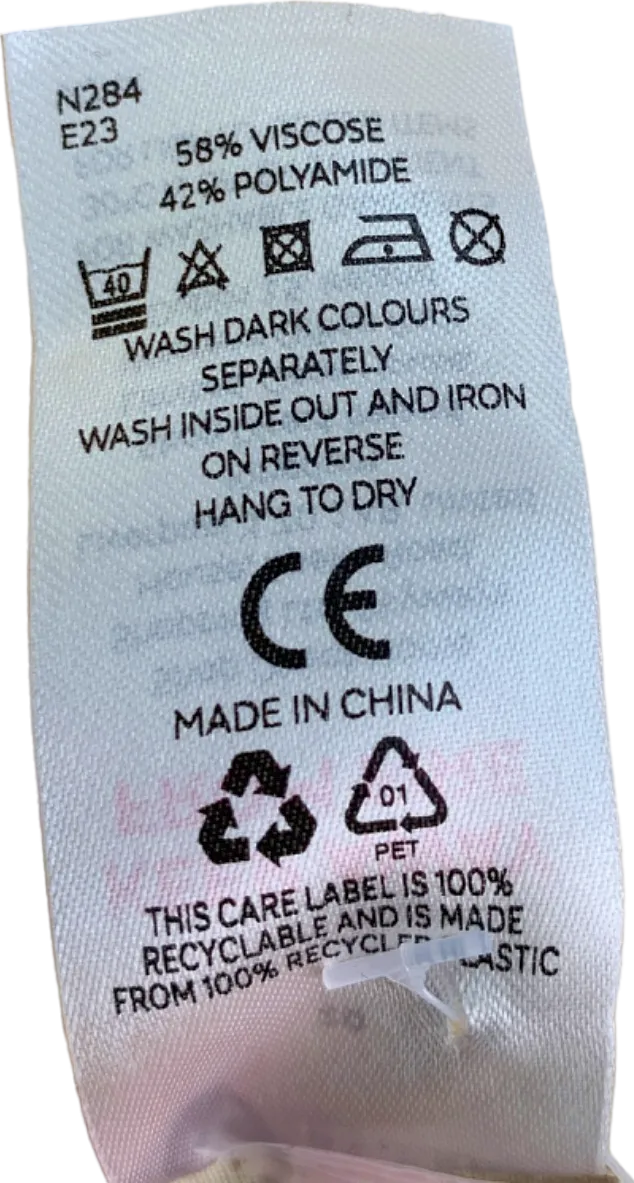 N284
E23
58% VISCOSE
42% POLYAMIDE
40
WASH DARK COLOURS
SEPARATELY
WASH INSIDE OUT AND IRON
ON REVERSE
HANG TO DRY
CE
MADE IN CHINA
01
PET
THIS CARE LABEL IS 100%
RECYCLABLE AND IS MADE
FROM 100% RECYCLED PLASTIC